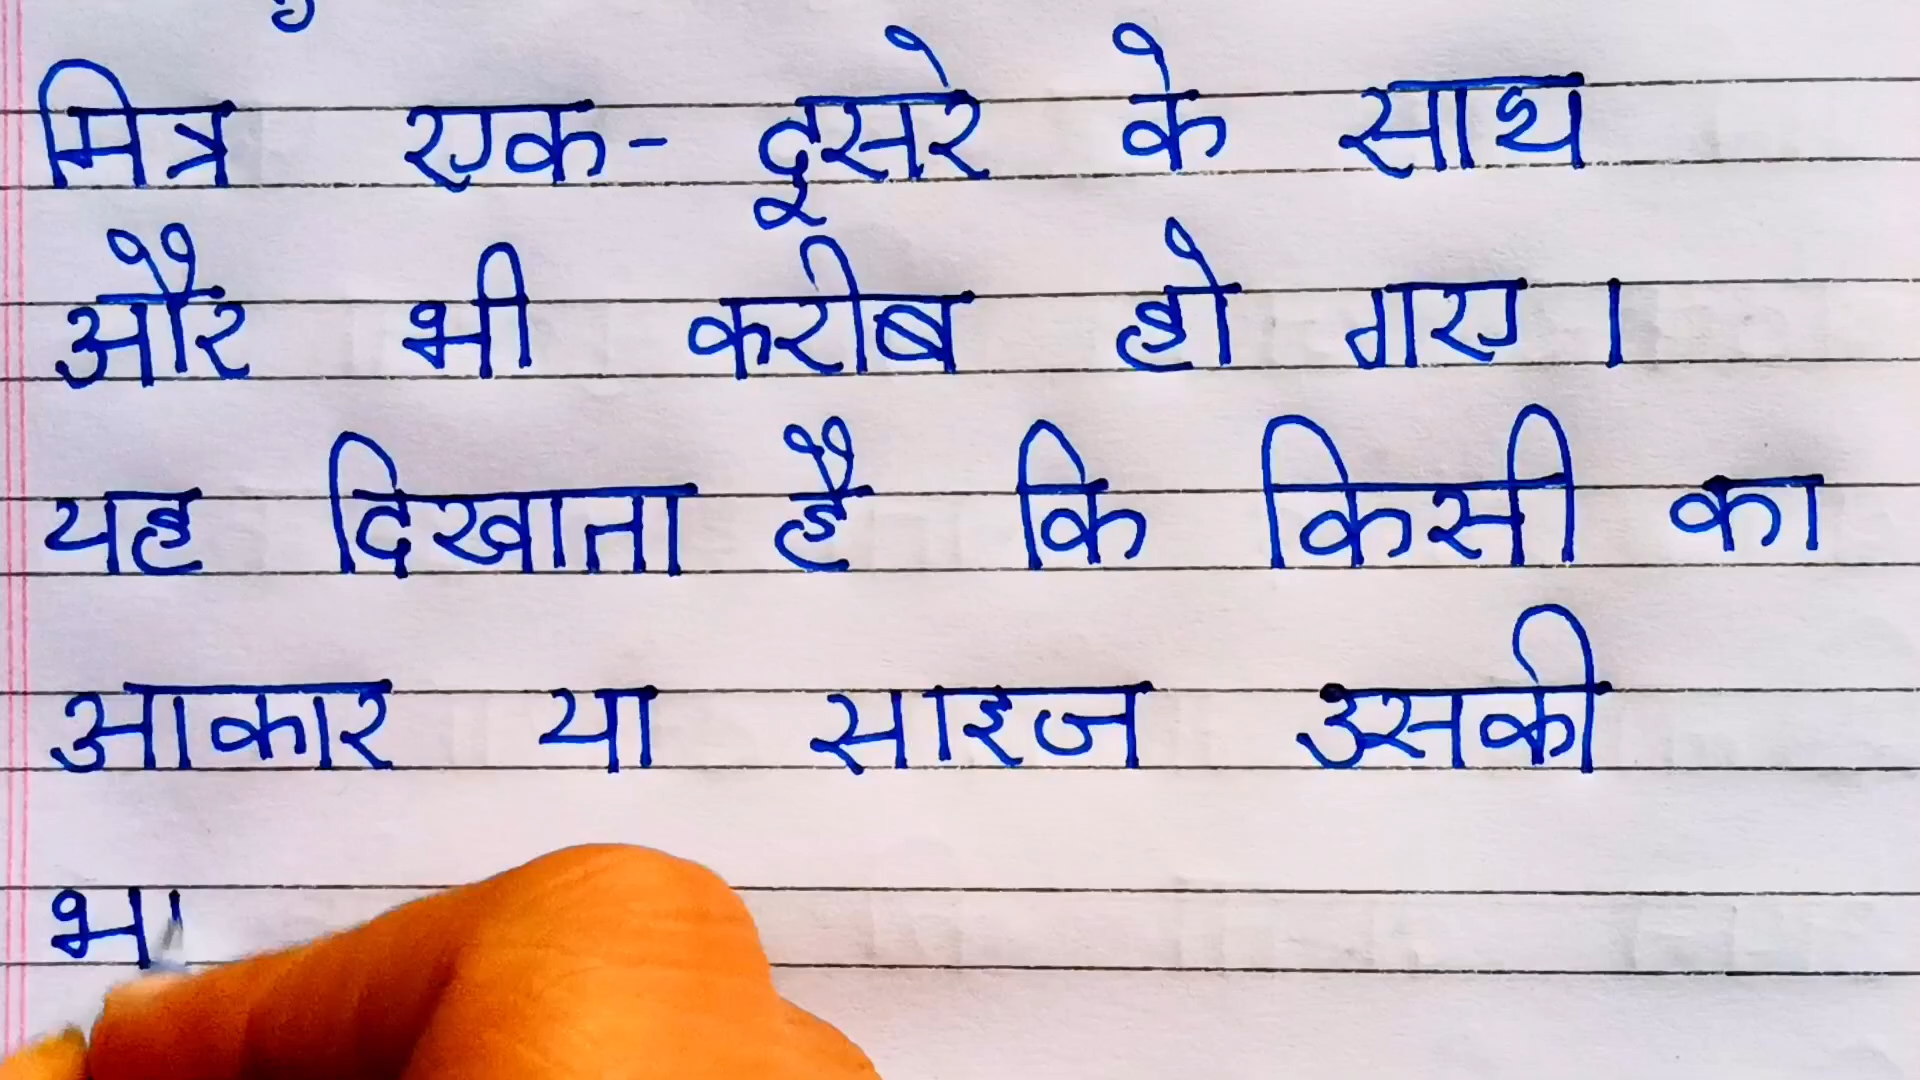 मित्र एक- दूसरे के साथ
और भी करीब हो गए ।
यह दिखाता है कि किसी का
आकार या साइज उसकी
भा